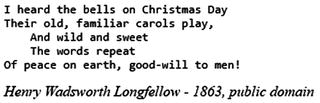 I heard the bells on Christmas Day
Their old, familiar carols play,
And wild and sweet
The words repeat
Of peace on earth, good-will to men!
Henry Wadsworth Longfellow - 1863, public domain